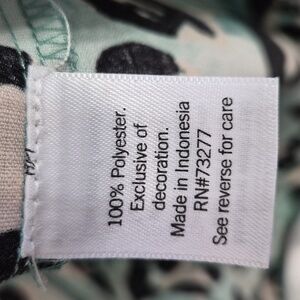 100% Polyester.
Exclusive of
decoration.
Made in Indonesia
RN#73277
See reverse for care